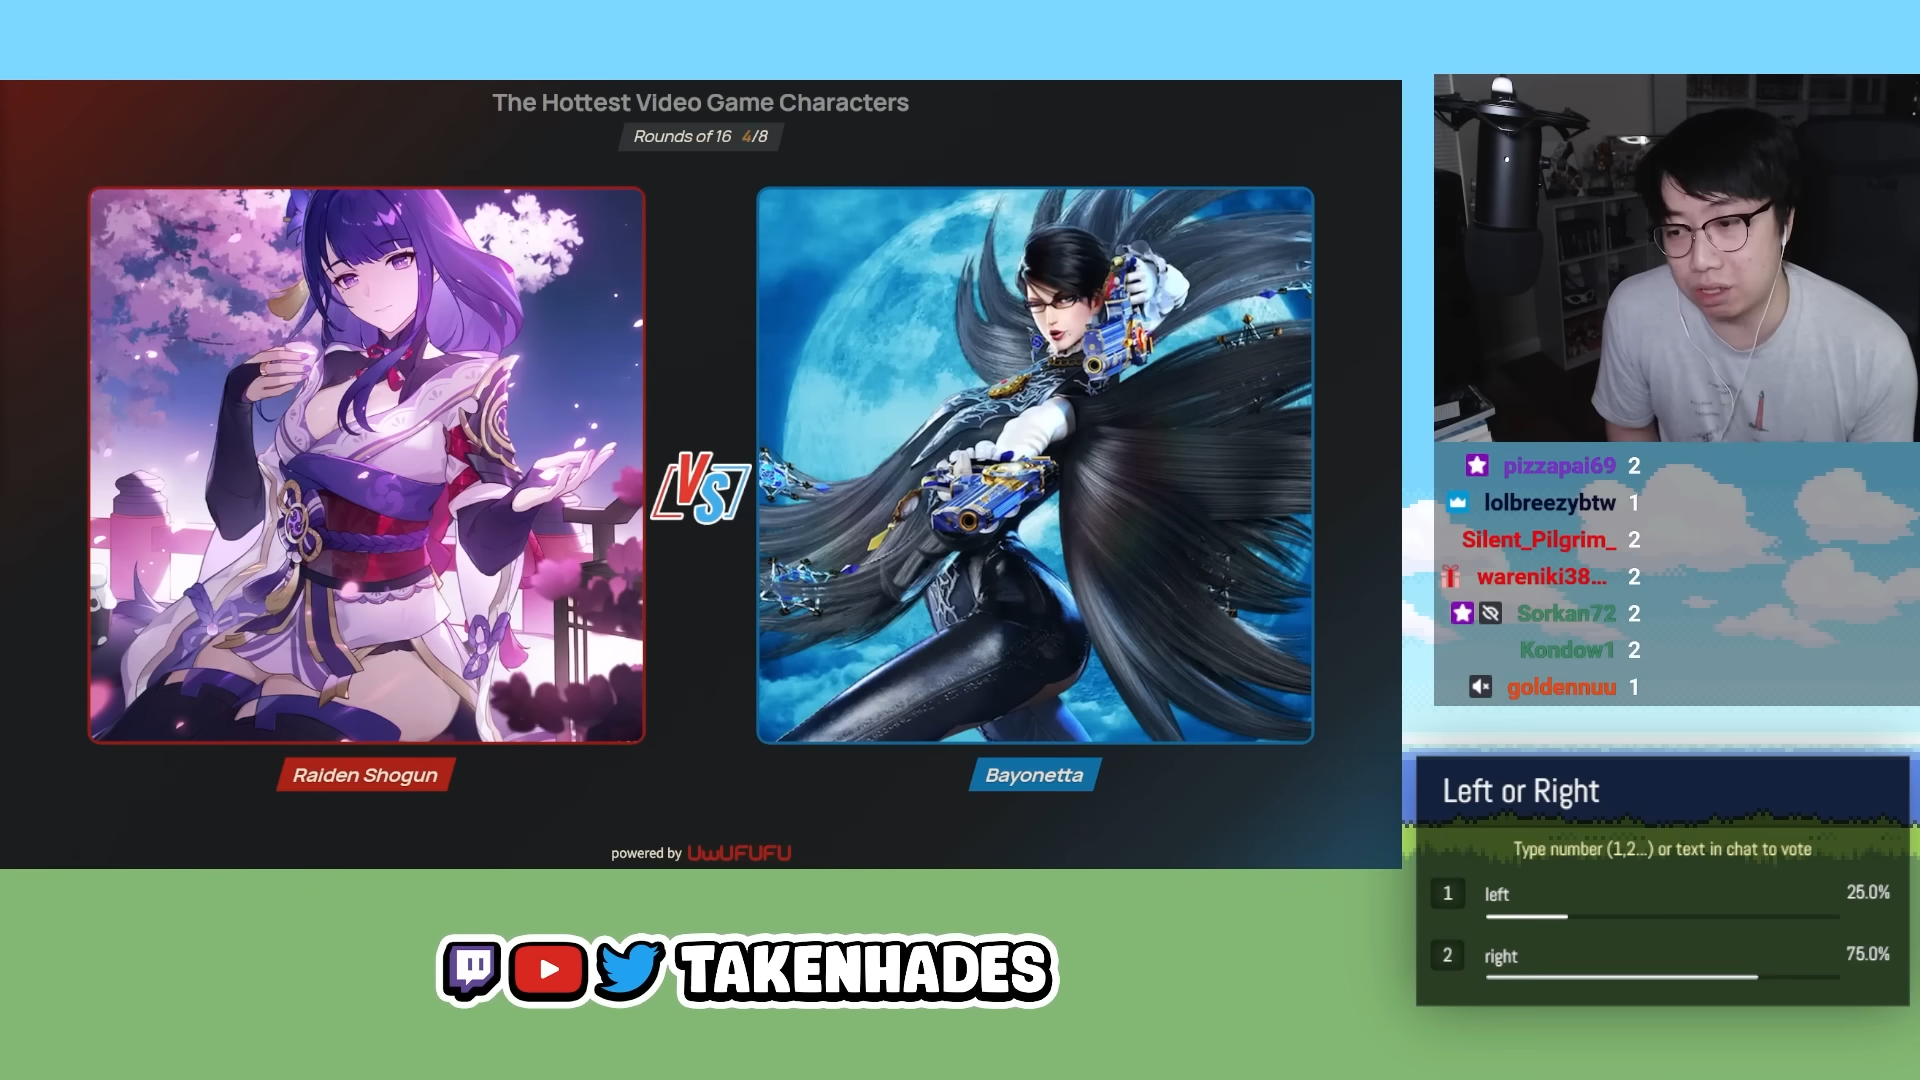 The Hottest Video Game Characters
Rounds of 16 4/8
VS
Raiden Shogun
Bayonetta
powered by UwUFUFU
TAKENHADES
pizzapai69 2
lolbreezybtw 1
Silent_Pilgrim_ 2
wareniki38... 2
Sorkan72 2
Kondow1 2
goldennuu 1
Left or Right
Type number (1,2...) or text in chat to vote
1 left 25.0%
2 right 75.0%